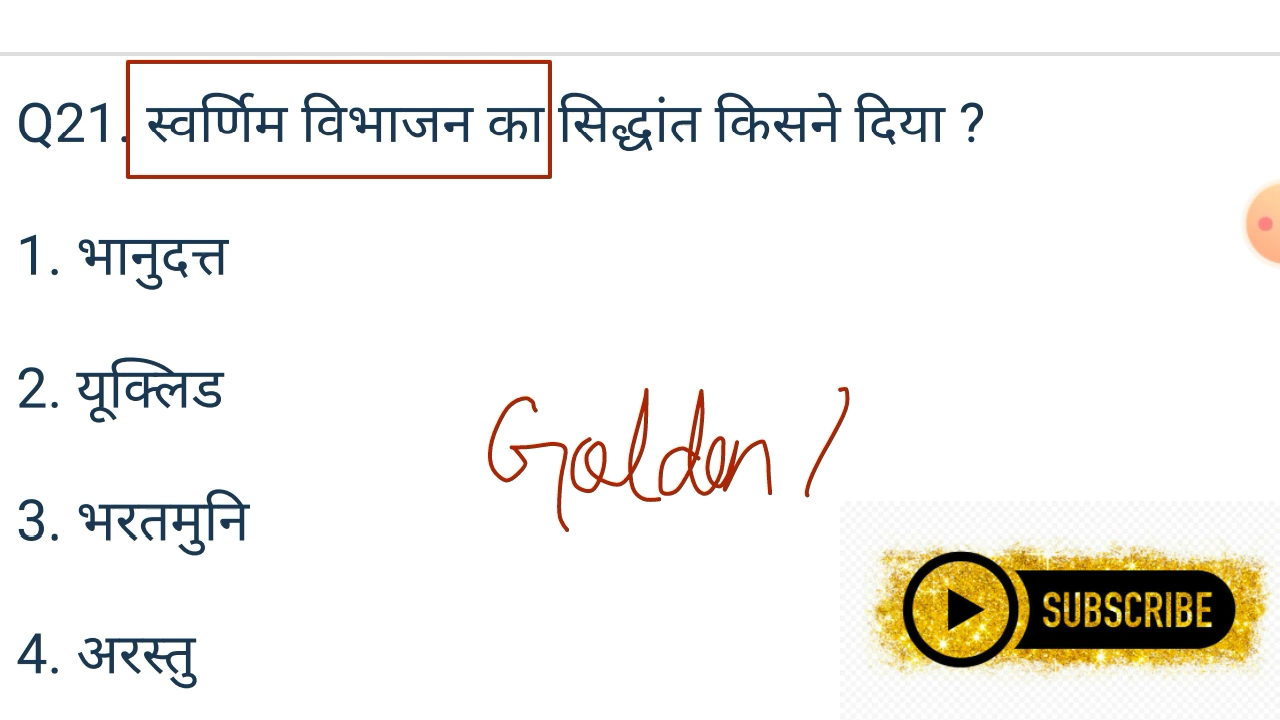 Q21. स्वर्णिम विभाजन का सिद्धांत किसने दिया ?
1. भानुदत्त
2. यूक्लिड
3. भरतमुनि
Golden
4. अरस्तु
SUBSCRIBE